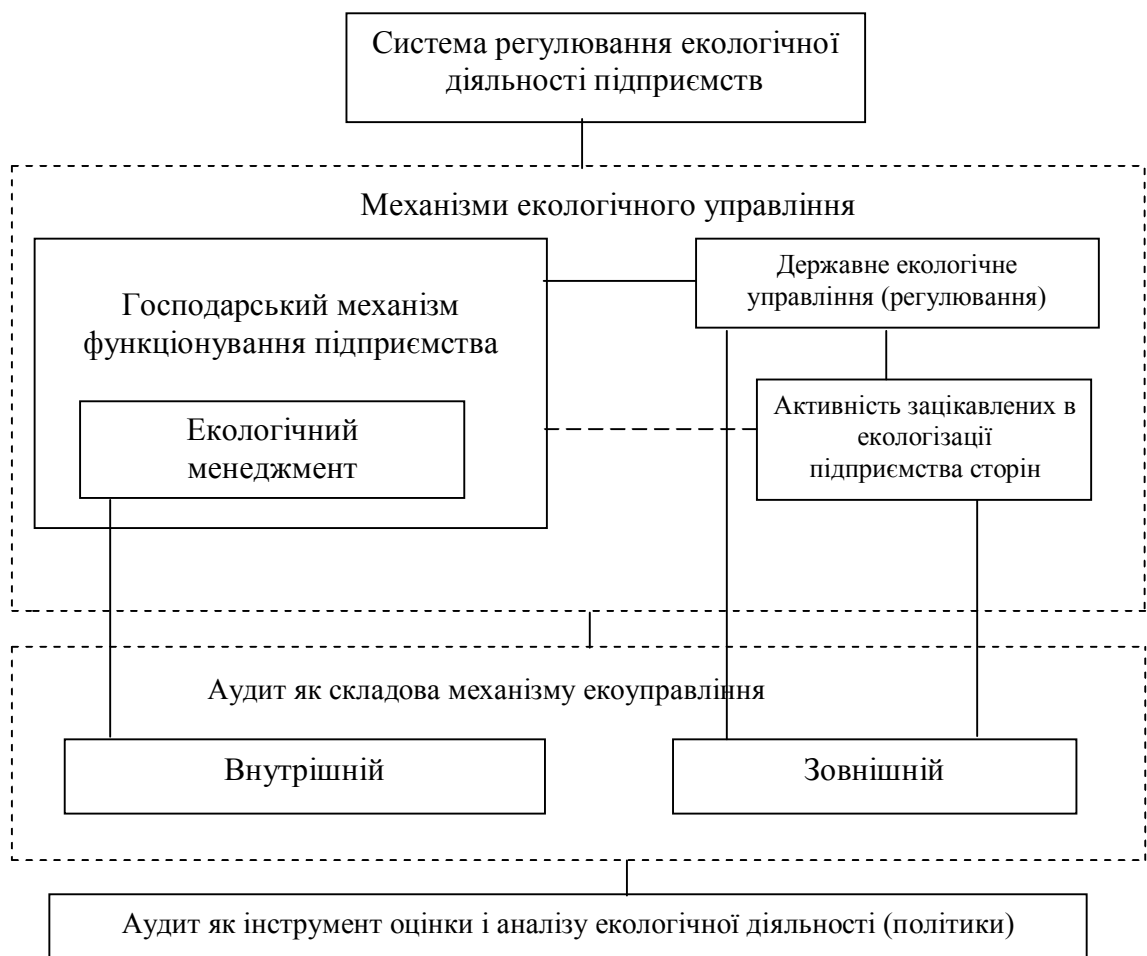 Система регулювання екологічної
діяльності підприємств
Механізми екологічного управління
Господарський механізм
функціонування підприємства
Екологічний
менеджмент
Державне екологічне
управління (регулювання)
Активність зацікавлених в
екологізації
підприємства сторін
Аудит як складова механізму екоуправління
Внутрішній
Зовнішній
Аудит як інструмент оцінки і аналізу екологічної діяльності (політики)